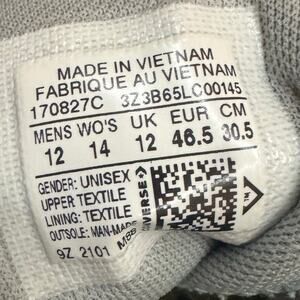 MADE IN VIETNAM
FABRIQUE AU VIETNAM
170827C 3Z3B65LC00145
MENS WO'S UK EUR CM
12 14 12 46.5 30.5
GENDER: UNISEX
UPPER TEXTILE
LINING: TEXTILE
OUTSOLE: MAN-MADE
9Z 2101
CONVERSE